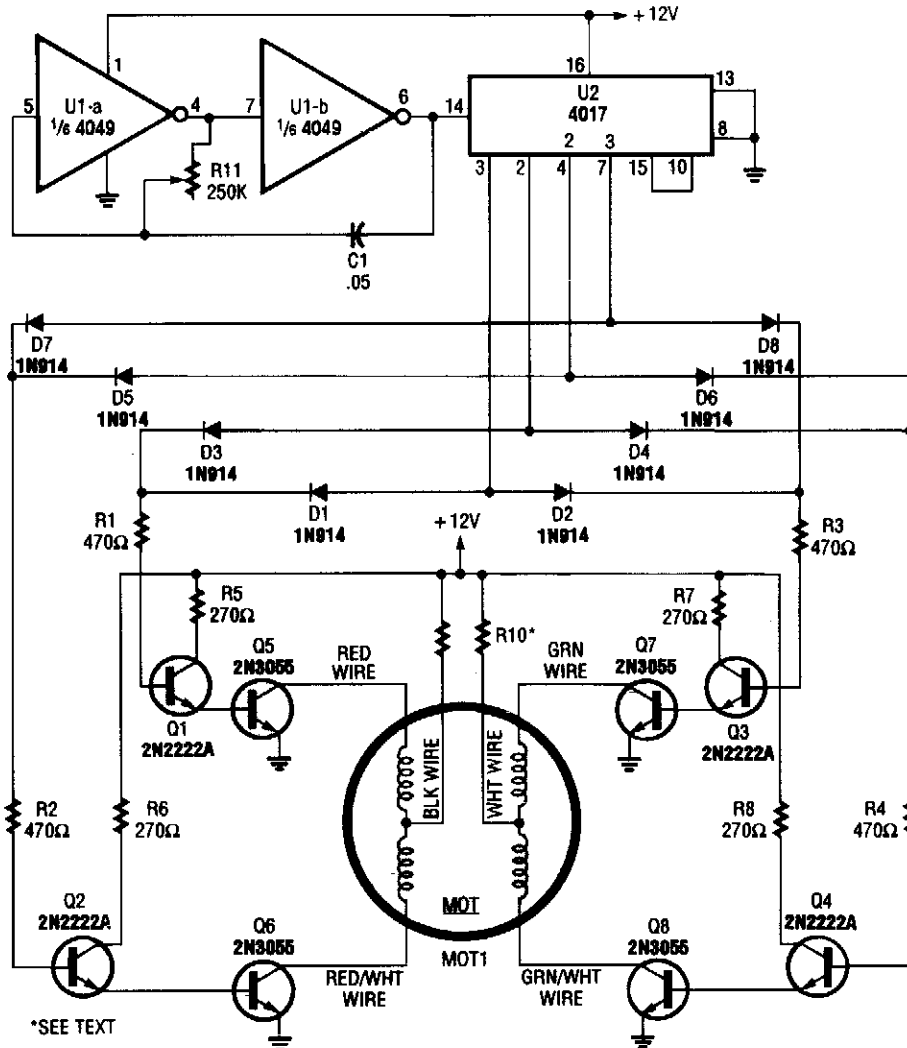 +12V
1
16
13
5
U1-a
1/6 4049
4
7
U1-b
1/6 4049
6
14
U2
4017
8
2
3
3
2
4
7
15
10
R11
250K
C1
.05
D7
1N914
D8
1N914
D5
1N914
D6
1N914
D3
1N914
D4
1N914
D1
1N914
D2
1N914
+12V
R1
470Ω
R3
470Ω
R5
270Ω
R7
270Ω
R10*
Q5
2N3055
RED
WIRE
GRN
WIRE
Q7
2N3055
Q1
2N2222A
Q3
2N2222A
BLK WIRE
WHT WIRE
R2
470Ω
R6
270Ω
R8
270Ω
R4
470Ω
Q2
2N2222A
Q6
2N3055
MOT
MOT1
Q8
2N3055
Q4
2N2222A
RED/WHT
WIRE
GRN/WHT
WIRE
*SEE TEXT